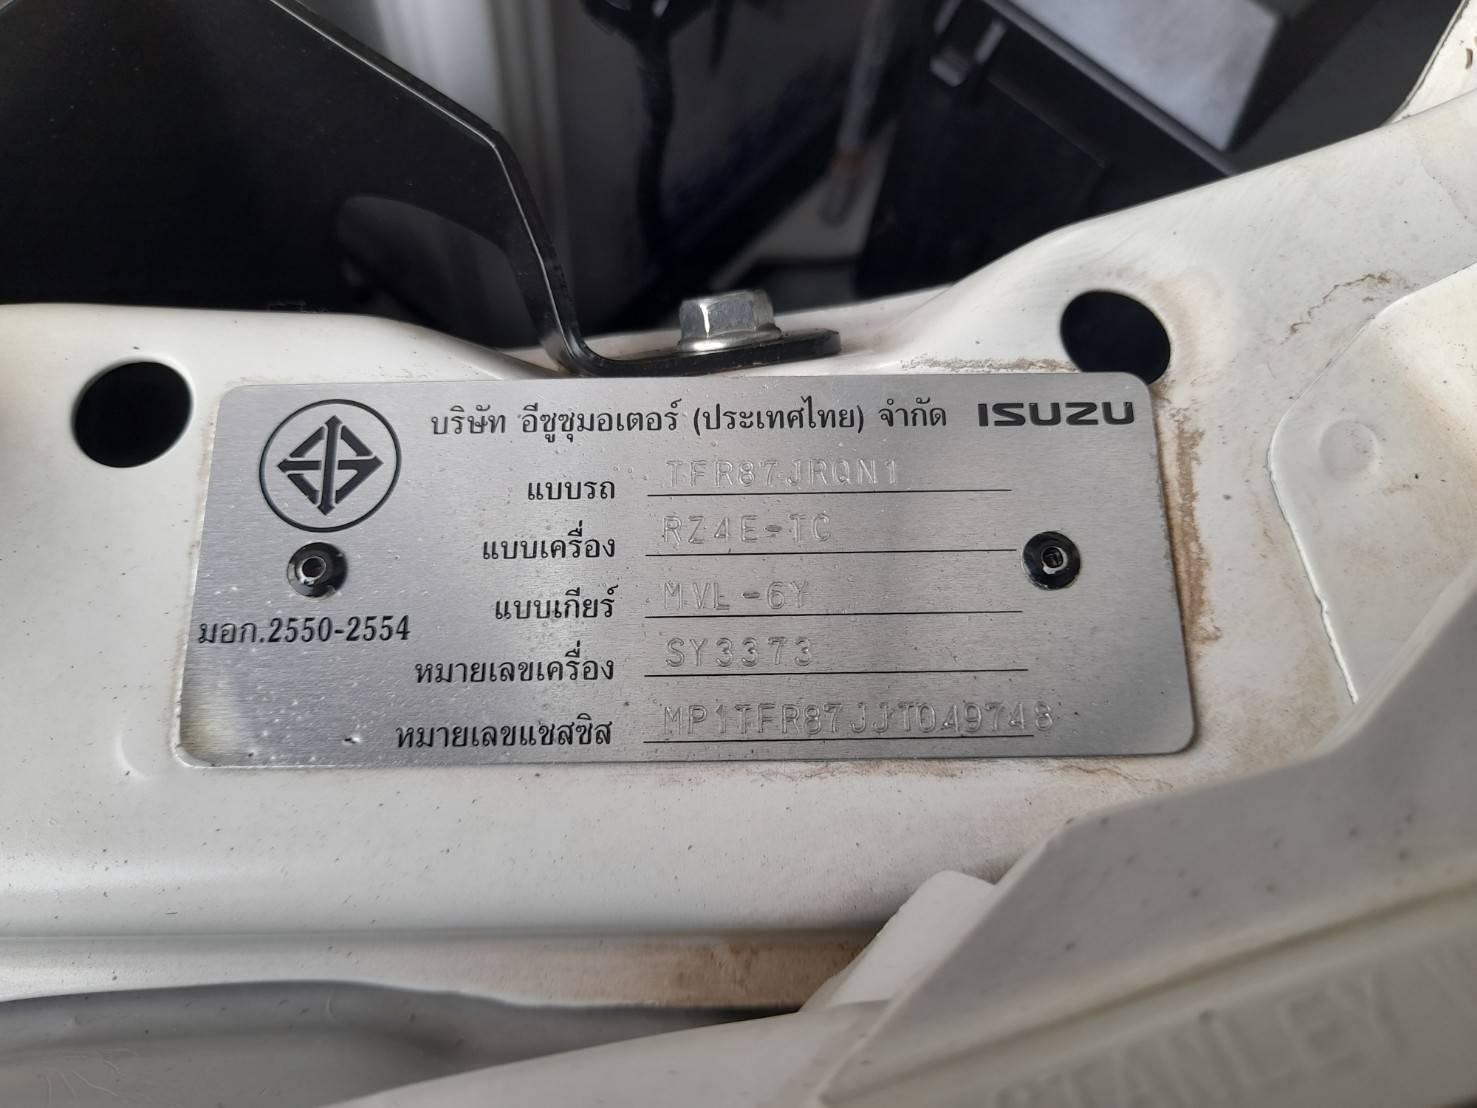 บริษัท อีซูซุมอเตอร์ (ประเทศไทย) จำกัด ISUZU
แบบรถ TFR87JRQN1
แบบเครื่อง RZ4E-TC
แบบเกียร์ MVL-6Y
มอก.2550-2554
หมายเลขเครื่อง SY3373
หมายเลขแชสซิส MP1TFR87JJT049748
STANLEY